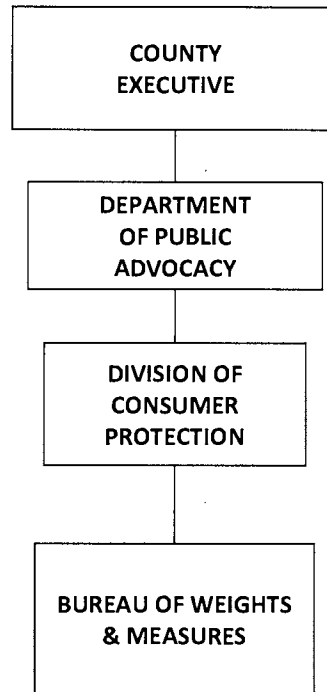 COUNTY
EXECUTIVE
DEPARTMENT
OF PUBLIC
ADVOCACY
DIVISION OF
CONSUMER
PROTECTION
BUREAU OF WEIGHTS
& MEASURES